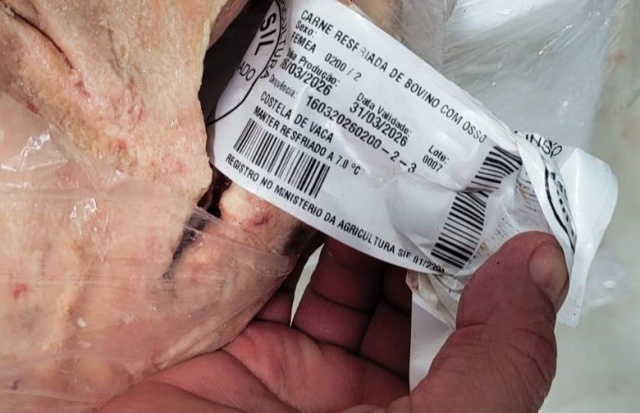 CARNE RESFRIADA DE BOVINO COM OSSO
Sexo:
FEMEA 0200/2
Produção: Data Validade: Lote:
16/03/2026 31/03/2026 0007
160320260200-2-3
COSTELA DE VACA
MANTER RESFRIADO A 7,0 °C
REGISTRO NO MINISTERIO DA AGRICULTURA SIF